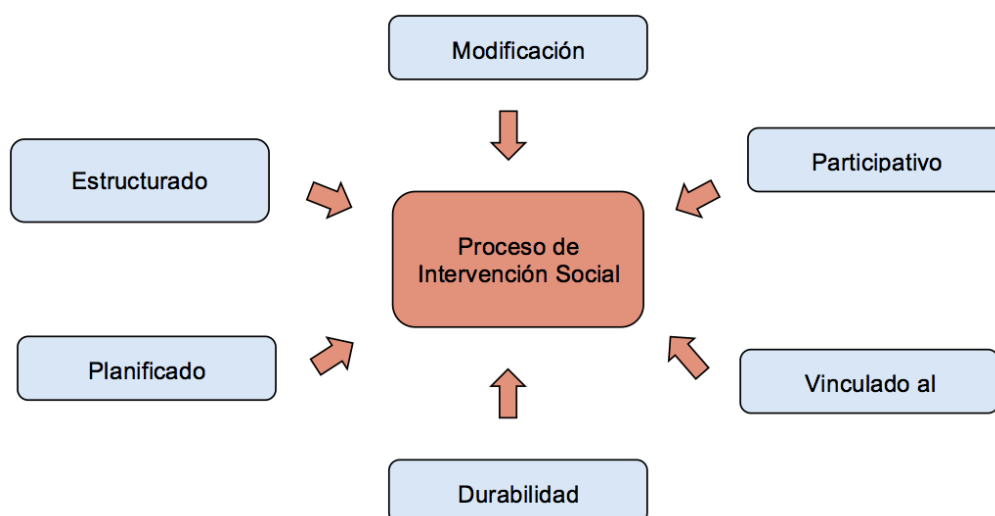 Modificación
Estructurado
Participativo
Proceso de
Intervención Social
Planificado
Vinculado al
Durabilidad